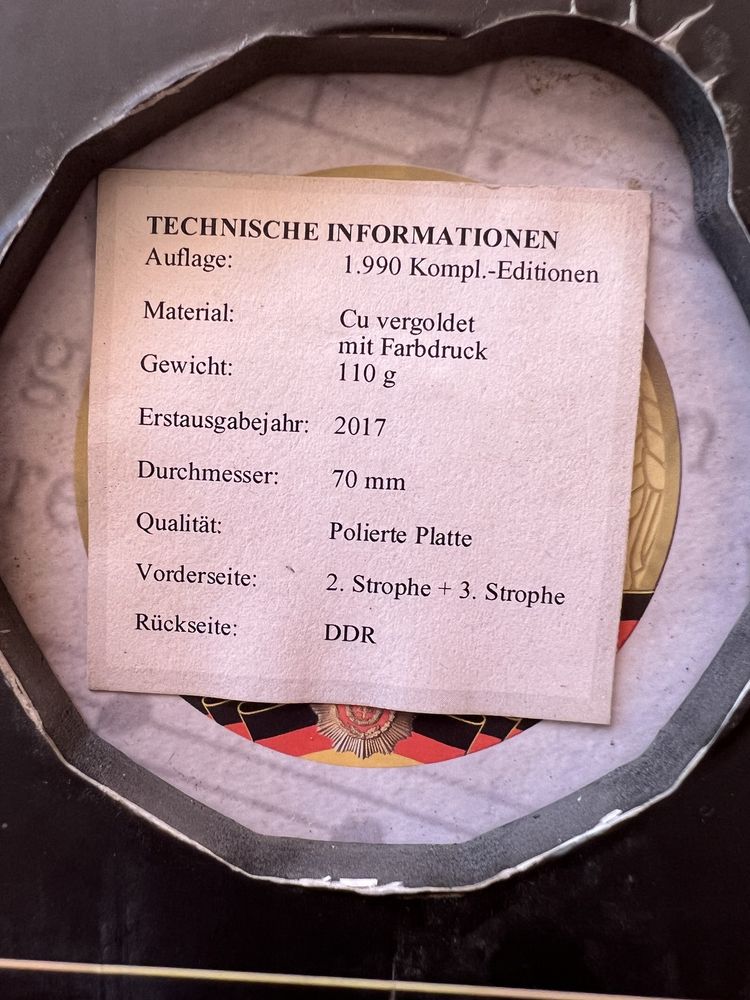 TECHNISCHE INFORMATIONEN
Auflage: 1.990 Kompl.-Editionen
Material: Cu vergoldet
mit Farbdruck
Gewicht: 110 g
Erstausgabejahr: 2017
Durchmesser: 70 mm
Qualität: Polierte Platte
Vorderseite: 2. Strophe + 3. Strophe
Rückseite: DDR